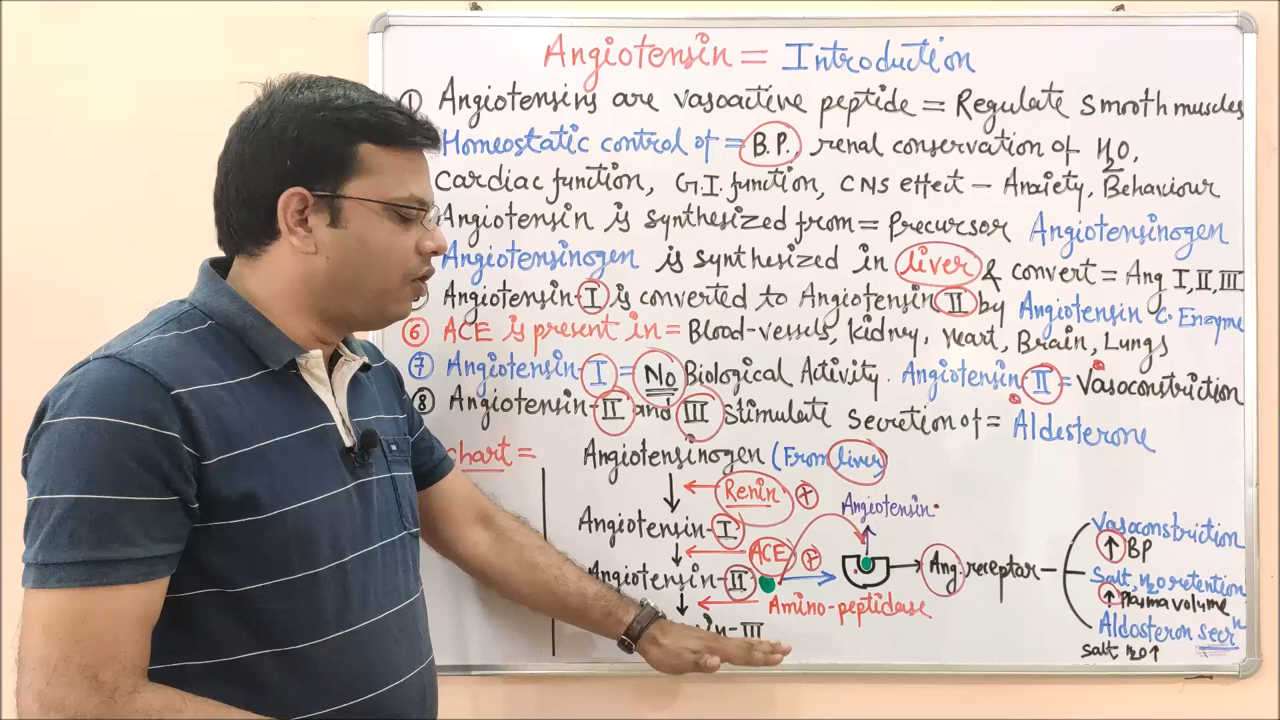 Angiotensin = Introduction
① Angiotensins are vasoactive peptide = Regulate smooth muscles
Homeostatic control of = B.P. renal conservation of H2O,
Cardiac function, G.I. function, CNS effect - Anxiety, Behaviour
Angiotensin is synthesized from = Precursor Angiotensinogen
Angiotensinogen is synthesized in liver & convert = Ang I, II, III
Angiotensin-I is converted to Angiotensin II by Angiotensin C. Enzyme
⑥ ACE is present in = Blood-vessels, Kidney, Heart, Brain, Lungs
⑦ Angiotensin-I = No Biological Activity. Angiotensin-II = Vasoconstriction
⑧ Angiotensin-II and III Stimulate Secretion of = Aldesterone
chart =
Angiotensinogen (From liver)
Renin +
Angiotensin-I
ACE +
Angiotensin-II
Amino-peptidase
sin-III
Angiotensin
Ang. receptor
Vasoconstriction
↑ BP
Salt, H2O retention
↑ Plasma volume
Aldosteron secrⁿ
Salt H2O ↑